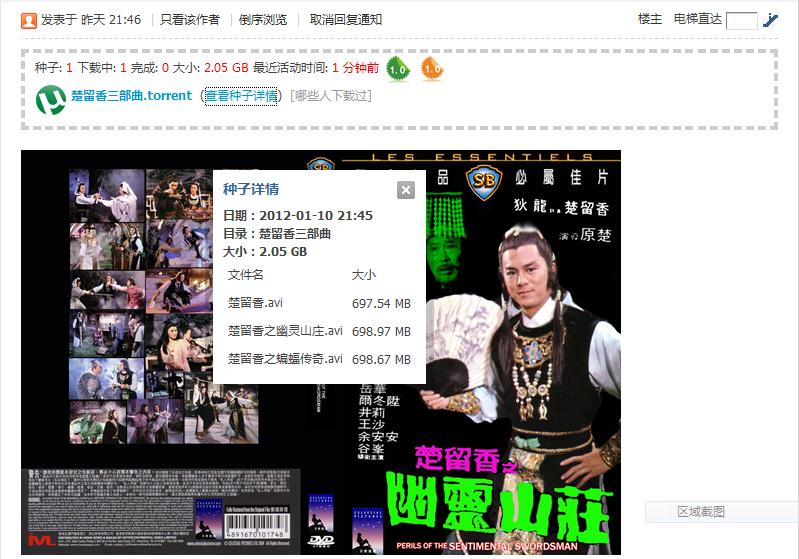 发表于 昨天 21:46 | 只看该作者 | 倒序浏览 | 取消回复通知 楼主 电梯直达
种子: 1 下载中: 1 完成: 0 大小: 2.05 GB 最近活动时间: 1 分钟前 1.0 1.0
楚留香三部曲.torrent (查看种子详情) [哪些人下载过]
LES ESSENTIELS
品 SB 必屬佳片
狄龍 楚留香
原楚
种子详情
日期：2012-01-10 21:45
目录：楚留香三部曲
大小：2.05 GB
文件名 大小
楚留香.avi 697.54 MB
楚留香之幽灵山庄.avi 698.97 MB
楚留香之蝙蝠传奇.avi 698.67 MB
岳華
爾冬陞
井莉
王沙
余安安
谷峯
楚留香之
幽靈山莊
PERILS OF THE SENTIMENTAL SWORDSMAN
IVL
4891670101748
DVD
区域截图